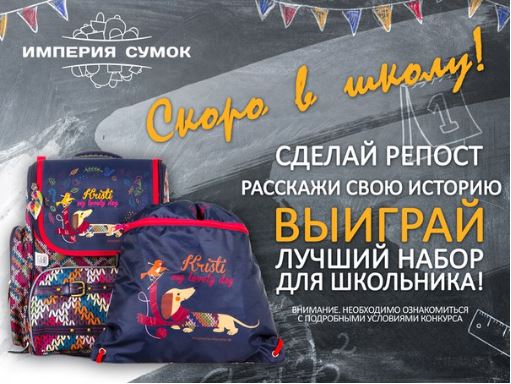 ИМПЕРИЯ СУМОК
Скоро в школу!
1
СДЕЛАЙ РЕПОСТ
РАССКАЖИ СВОЮ ИСТОРИЮ
ВЫИГРАЙ
ЛУЧШИЙ НАБОР
ДЛЯ ШКОЛЬНИКА!
ВНИМАНИЕ. НЕОБХОДИМО ОЗНАКОМИТЬСЯ
С ПОДРОБНЫМИ УСЛОВИЯМИ КОНКУРСА
Kristi
my lovely dog
Kristi
my lovely dog